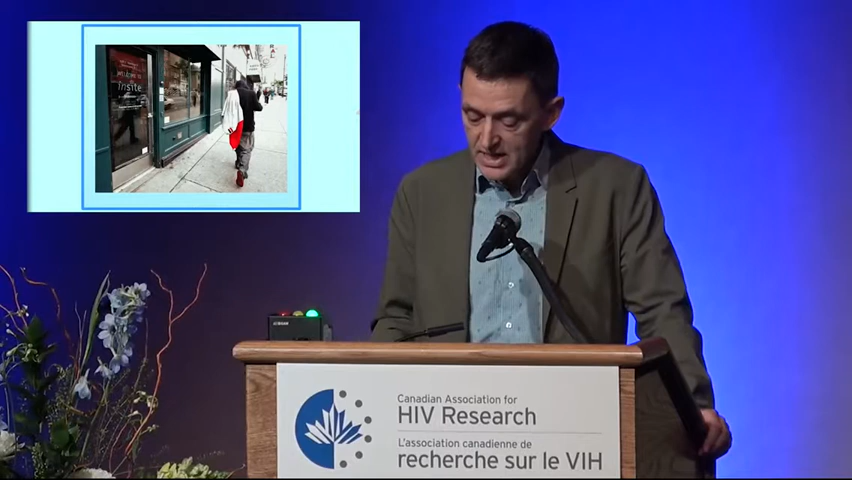 insite
Canadian Association for
HIV Research
L'association canadienne de
recherche sur le VIH